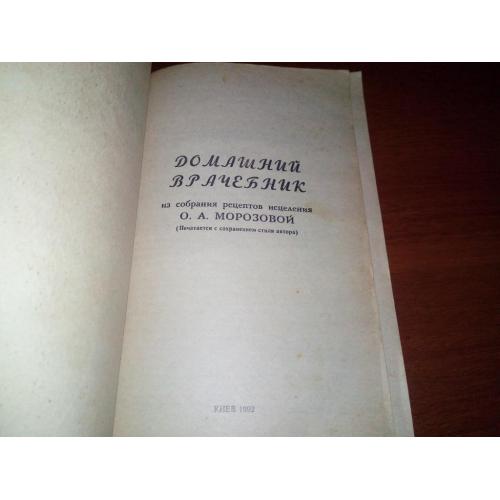 ДОМАШНИЙ
ВРАЧЕБНИК
из собрания рецептов исцеления
О. А. МОРОЗОВОЙ
(Печатается с сохранением стиля автора)
КИЕВ 1992